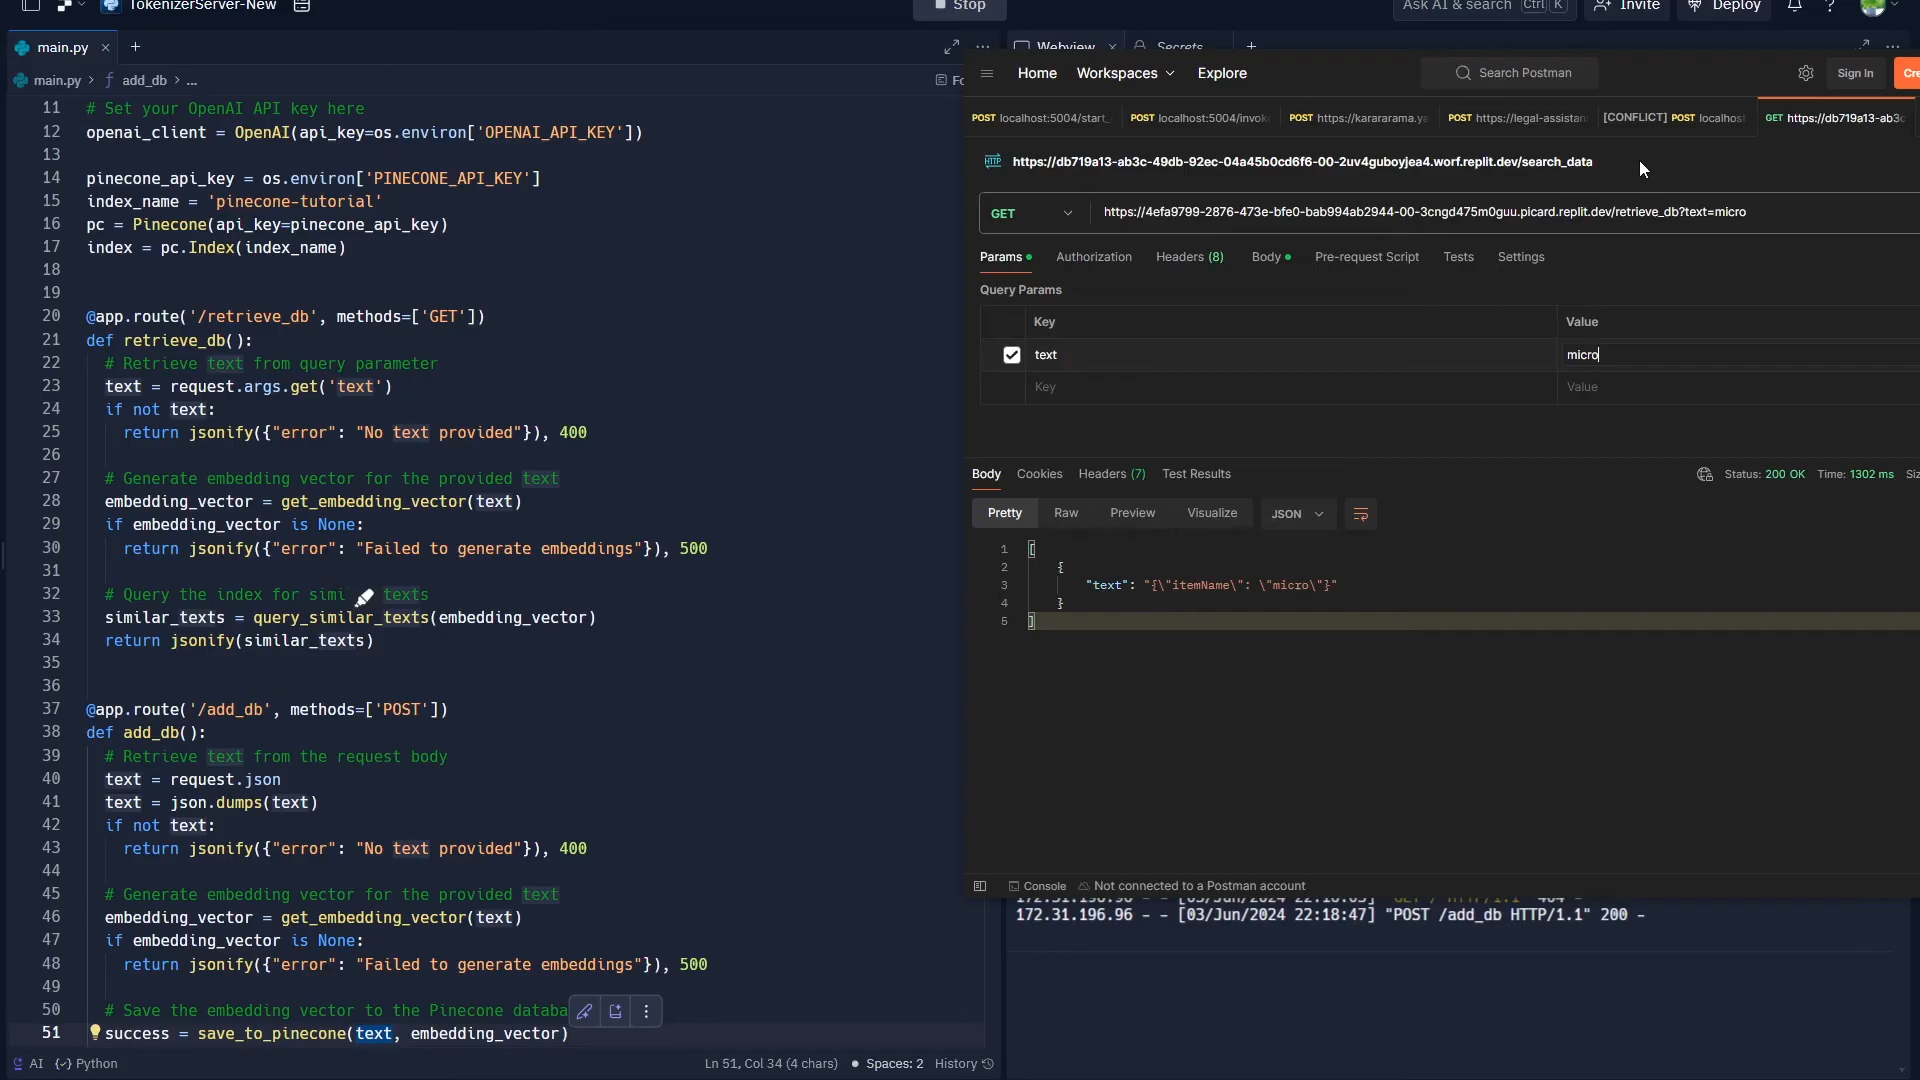 TokenizerServer-New
Stop
Ask AI & search Ctrl K
Invite
Deploy
main.py
Webview
Secrets
main.py > add_db > ...
11 # Set your OpenAI API key here
12 openai_client = OpenAI(api_key=os.environ['OPENAI_API_KEY'])
13
14 pinecone_api_key = os.environ['PINECONE_API_KEY']
15 index_name = 'pinecone-tutorial'
16 pc = Pinecone(api_key=pinecone_api_key)
17 index = pc.Index(index_name)
18
19
20 @app.route('/retrieve_db', methods=['GET'])
21 def retrieve_db():
22 # Retrieve text from query parameter
23 text = request.args.get('text')
24 if not text:
25 return jsonify({"error": "No text provided"}), 400
26
27 # Generate embedding vector for the provided text
28 embedding_vector = get_embedding_vector(text)
29 if embedding_vector is None:
30 return jsonify({"error": "Failed to generate embeddings"}), 500
31
32 # Query the index for simi texts
33 similar_texts = query_similar_texts(embedding_vector)
34 return jsonify(similar_texts)
35
36
37 @app.route('/add_db', methods=['POST'])
38 def add_db():
39 # Retrieve text from the request body
40 text = request.json
41 text = json.dumps(text)
42 if not text:
43 return jsonify({"error": "No text provided"}), 400
44
45 # Generate embedding vector for the provided text
46 embedding_vector = get_embedding_vector(text)
47 if embedding_vector is None:
48 return jsonify({"error": "Failed to generate embeddings"}), 500
49
50 # Save the embedding vector to the Pinecone databa
51 success = save_to_pinecone(text, embedding_vector)
AI {} Python
Ln 51, Col 34 (4 chars)
Spaces: 2
History
Home
Workspaces
Explore
Search Postman
Sign In
Cre
POST localhost:5004/start_
POST localhost:5004/invok
POST https://karararama.ya
POST https://legal-assistan
[CONFLICT] POST localhost
GET https://db719a13-ab3c
HTTP https://db719a13-ab3c-49db-92ec-04a45b0cd6f6-00-2uv4guboyjea4.worf.replit.dev/search_data
GET https://4efa9799-2876-473e-bfe0-bab994ab2944-00-3cngd475m0guu.picard.replit.dev/retrieve_db?text=micro
Params
Authorization
Headers (8)
Body
Pre-request Script
Tests
Settings
Query Params
Key Value
text micro
Key Value
Body
Cookies
Headers (7)
Test Results
Status: 200 OK Time: 1302 ms Siz
Pretty
Raw
Preview
Visualize
JSON
1 [
2 {
3 "text": "{\"itemName\": \"micro\"}"
4 }
5 ]
Console
Not connected to a Postman account
172.31.196.96 - - [03/Jun/2024 22:18:47] "POST /add_db HTTP/1.1" 200 -